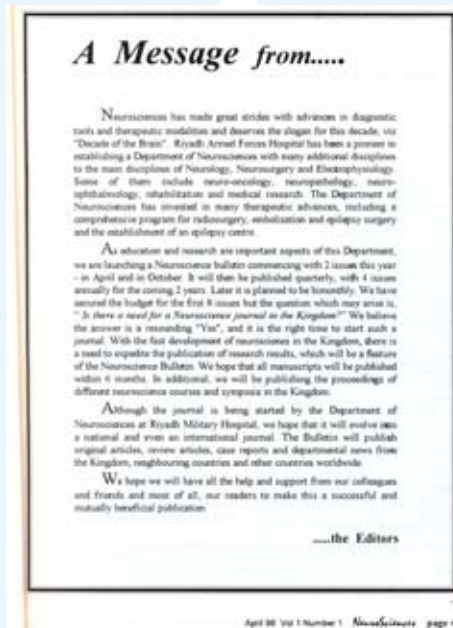 A Message from.....
Neurosciences has made great strides with advances in diagnostic
tools and therapeutic modalities and deserves the slogan for this decade, viz
"Decade of the Brain". Riyadh Armed Forces Hospital has been a pioneer in
establishing a Department of Neurosciences with many additional disciplines
to the main disciplines of Neurology, Neurosurgery and Electrophysiology.
Some of them include neuro-oncology, neuropathology, neuro-
ophthalmology, rehabilitation and medical research. The Department of
Neurosciences has invested in many therapeutic advances, including a
comprehensive program for radiosurgery, embolisation and epilepsy surgery
and the establishment of an epilepsy centre.
As education and research are important aspects of this Department,
we are launching a Neuroscience bulletin commencing with 2 issues this year
- in April and in October. It will then be published quarterly, with 4 issues
annually for the coming 2 years. Later it is planned to be bimonthly. We have
secured the budget for the first 8 issues but the question which may arise is,
"Is there a need for a Neuroscience journal in the Kingdom?" We believe
the answer is a resounding "Yes", and it is the right time to start such a
journal. With the fast development of neurosciences in the Kingdom, there is
a need to expedite the publication of research results, which will be a feature
of the Neuroscience Bulletin. We hope that all manuscripts will be published
within 6 months. In additional, we will be publishing the proceedings of
different neuroscience courses and symposia in the Kingdom.
Although the journal is being started by the Department of
Neurosciences at Riyadh Military Hospital, we hope that it will evolve into
a national and even an international journal. The Bulletin will publish
original articles, review articles, case reports and departmental news from
the Kingdom, neighbouring countries and other countries worldwide.
We hope we will have all the help and support from our colleagues
and friends and most of all, our readers to make this a successful and
mutually beneficial publication.
.....the Editors
April 96 Vol 1 Number 1 NeuroSciences page